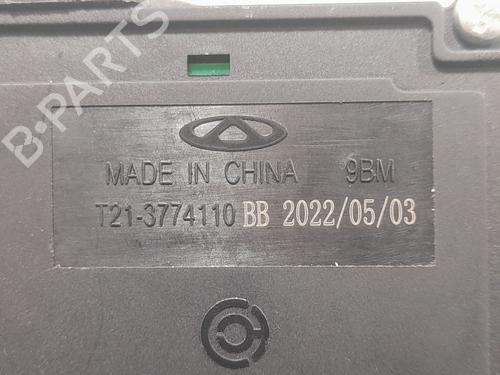 B-PARTS
MADE IN CHINA 9BM
T21-3774110 BB 2022/05/03